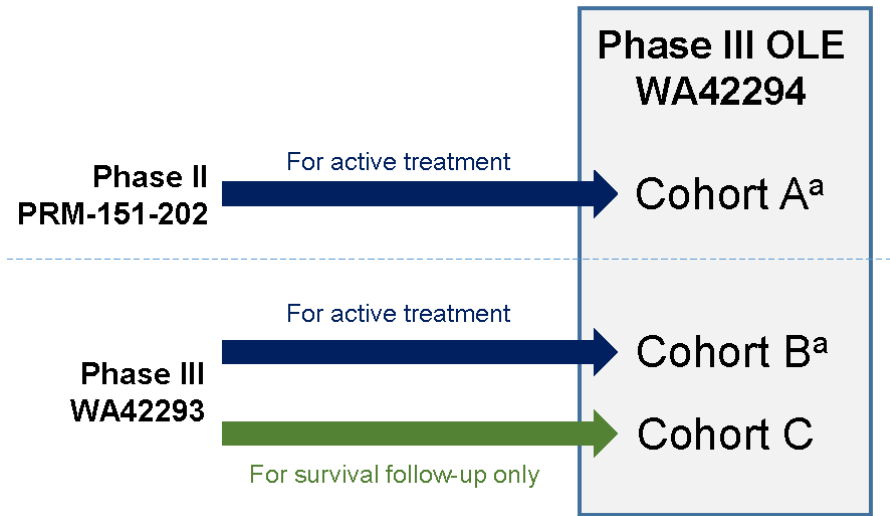 Phase III OLE
WA42294
Phase II
PRM-151-202
For active treatment
Cohort Aᵃ
For active treatment
Cohort Bᵃ
Phase III
WA42293
Cohort C
For survival follow-up only